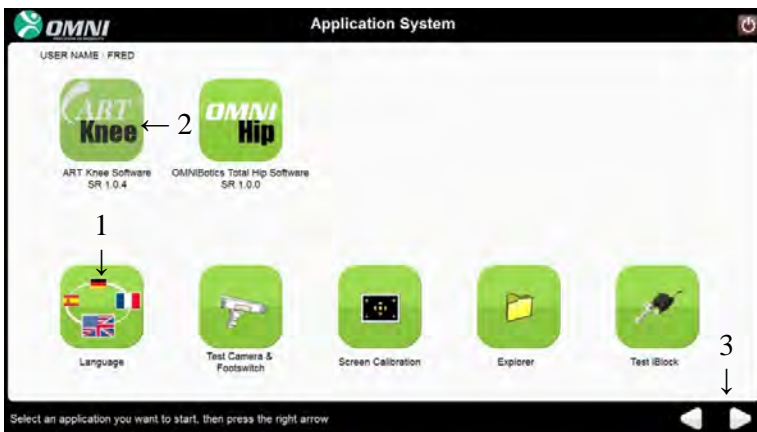 OMNI
Application System
USER NAME : FRED
ART
Knee
← 2
OMNI
Hip
ART Knee Software
SR 1.0.4
OMNIBotics Total Hip Software
SR 1.0.0
1
↓
Language
Test Camera &
Footswitch
Screen Calibration
Explorer
Test iBlock
3
↓
Select an application you want to start, then press the right arrow